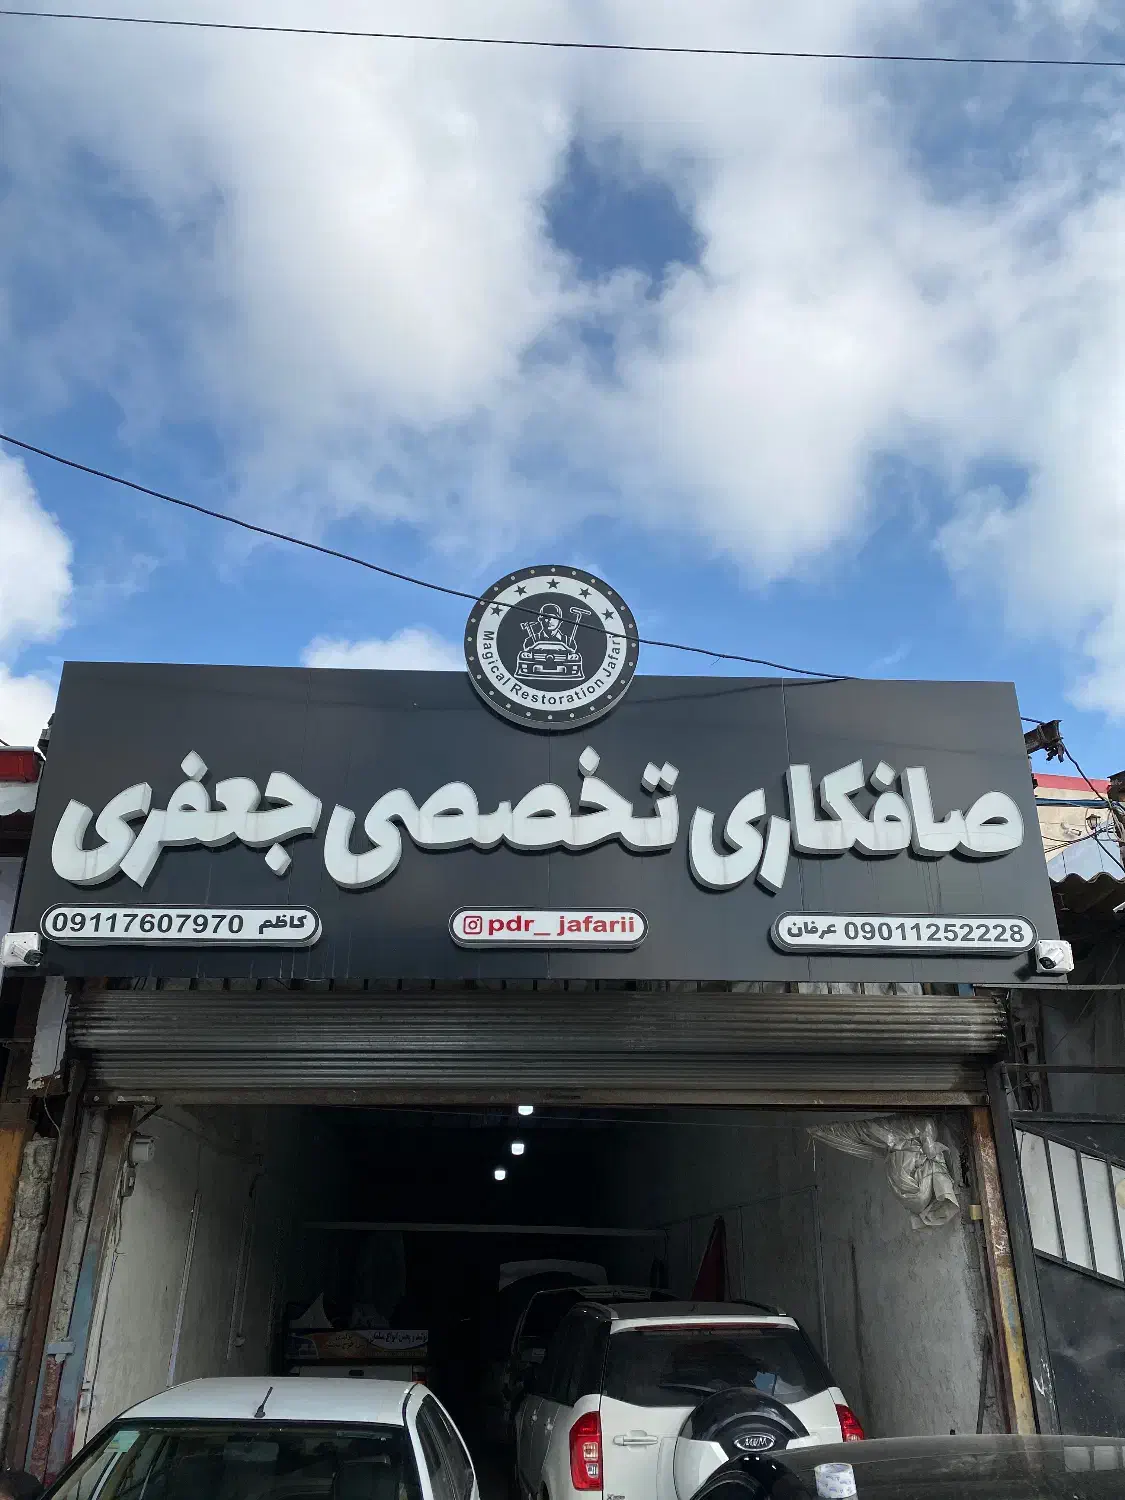 Magical Restoration Jafari
صافکاری تخصصی جعفری
09011252228 عرفان
pdr_ jafarii
کاظم 09117607970